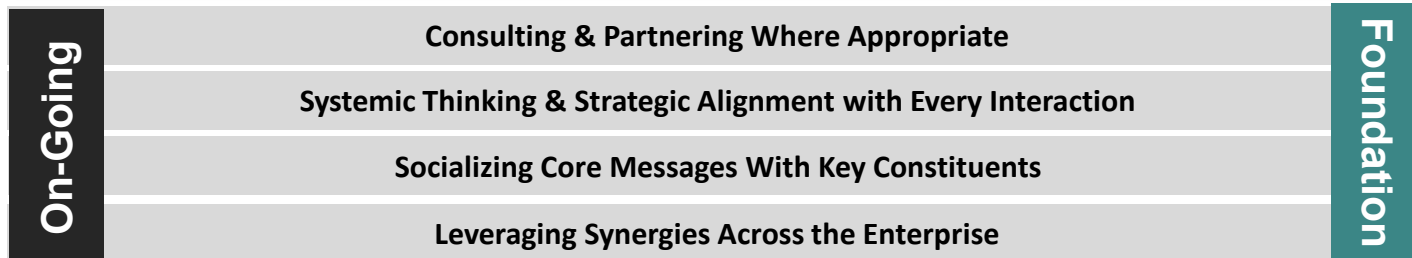 On-Going
Consulting & Partnering Where Appropriate
Systemic Thinking & Strategic Alignment with Every Interaction
Socializing Core Messages With Key Constituents
Leveraging Synergies Across the Enterprise
Foundation